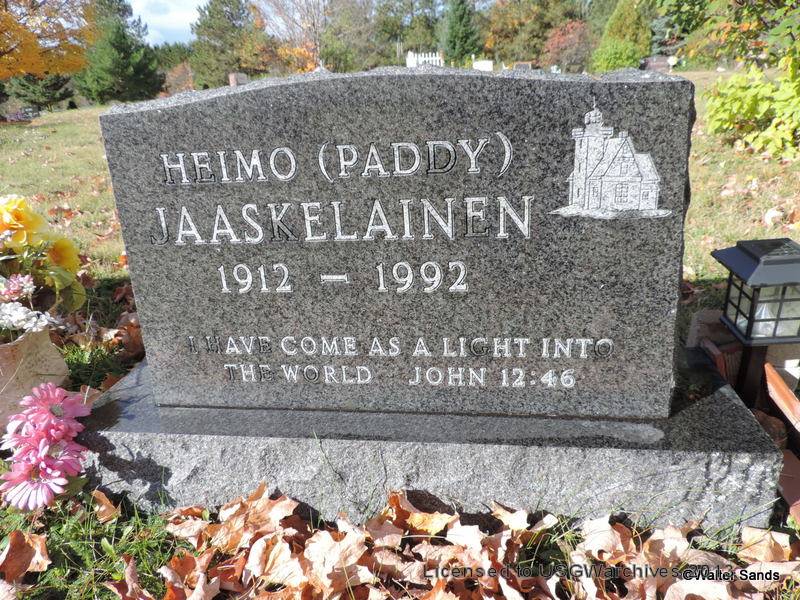 HEIMO (PADDY)
JAASKELAINEN
1912 – 1992
I HAVE COME AS A LIGHT INTO
THE WORLD JOHN 12:46
Licensed to USGWarchives 2013
©Walter Sands